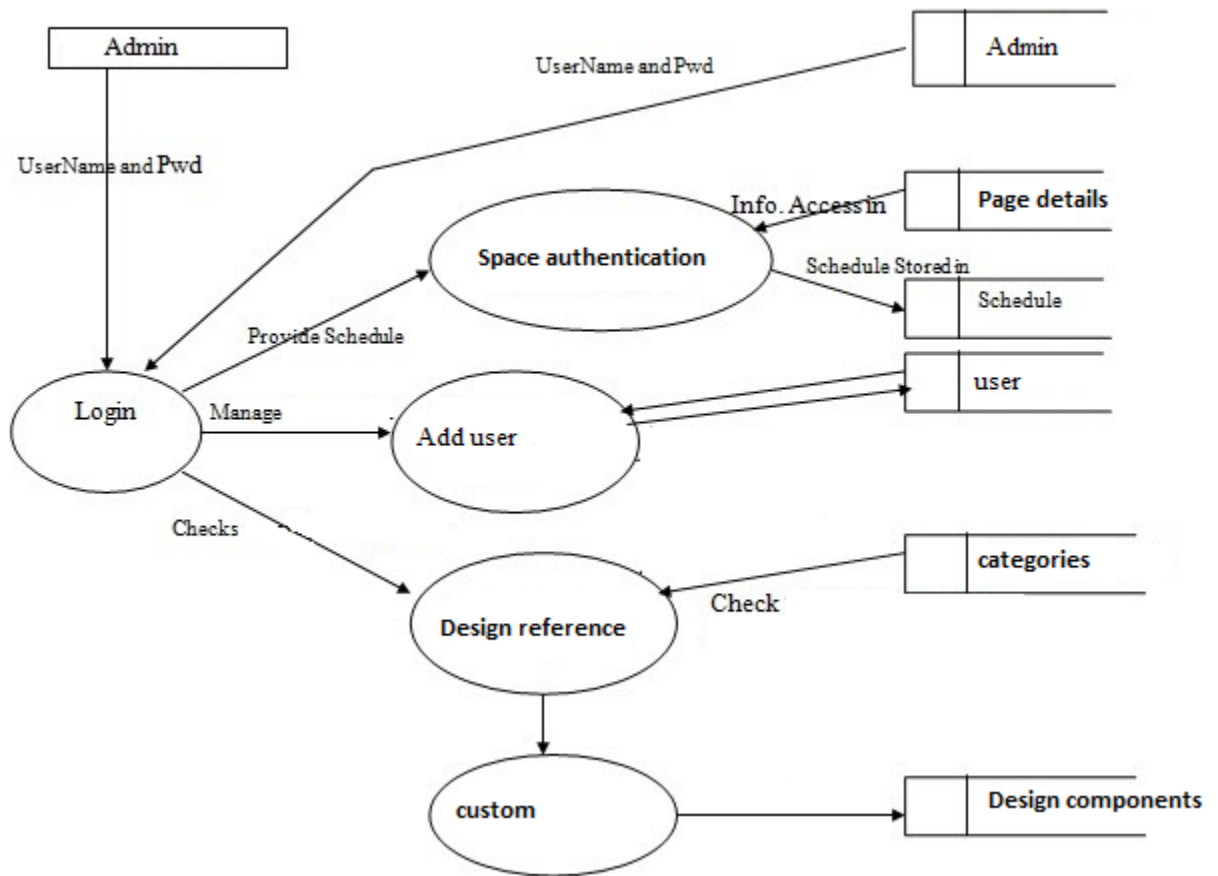 Admin
Admin
UserName and Pwd
UserName and Pwd
Page details
Info. Access in
Space authentication
Schedule Stored in
Schedule
Provide Schedule
user
Login
Manage
Add user
Checks
categories
Check
Design reference
custom
Design components